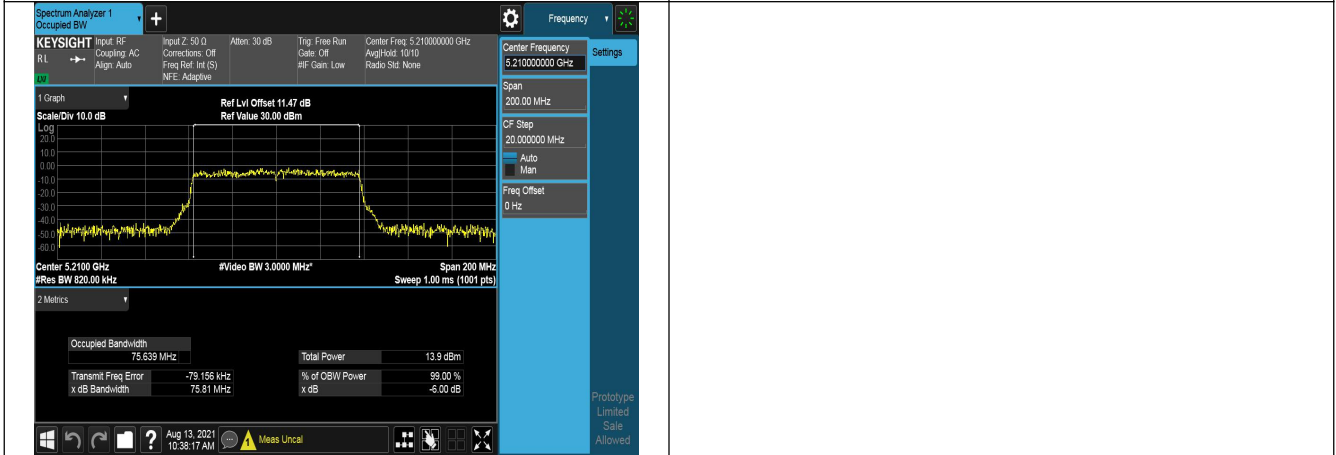 Spectrum Analyzer 1
Occupied BW
Frequency
KEYSIGHT
RL
LXI
Input: RF
Coupling: AC
Align: Auto
Input Z: 50 Ω
Corrections: Off
Freq Ref: Int (S)
NFE: Adaptive
Atten: 30 dB
Trig: Free Run
Gate: Off
#IF Gain: Low
Center Freq: 5.210000000 GHz
Avg|Hold: 10/10
Radio Std: None
Center Frequency
5.210000000 GHz
Settings
Span
200.00 MHz
CF Step
20.000000 MHz
Auto
Man
Freq Offset
0 Hz
1 Graph
Scale/Div 10.0 dB
Ref Lvl Offset 11.47 dB
Ref Value 30.00 dBm
Log
20.0
10.0
0.00
-10.0
-20.0
-30.0
-40.0
-50.0
-60.0
Center 5.2100 GHz
#Video BW 3.0000 MHz*
Span 200 MHz
#Res BW 820.00 kHz
Sweep 1.00 ms (1001 pts)
2 Metrics
Occupied Bandwidth
75.639 MHz
Total Power 13.9 dBm
Transmit Freq Error -79.156 kHz
% of OBW Power 99.00 %
x dB Bandwidth 75.81 MHz
x dB -6.00 dB
Prototype
Limited
Sale
Allowed
?
Aug 13, 2021
10:38:17 AM
1
Meas Uncal